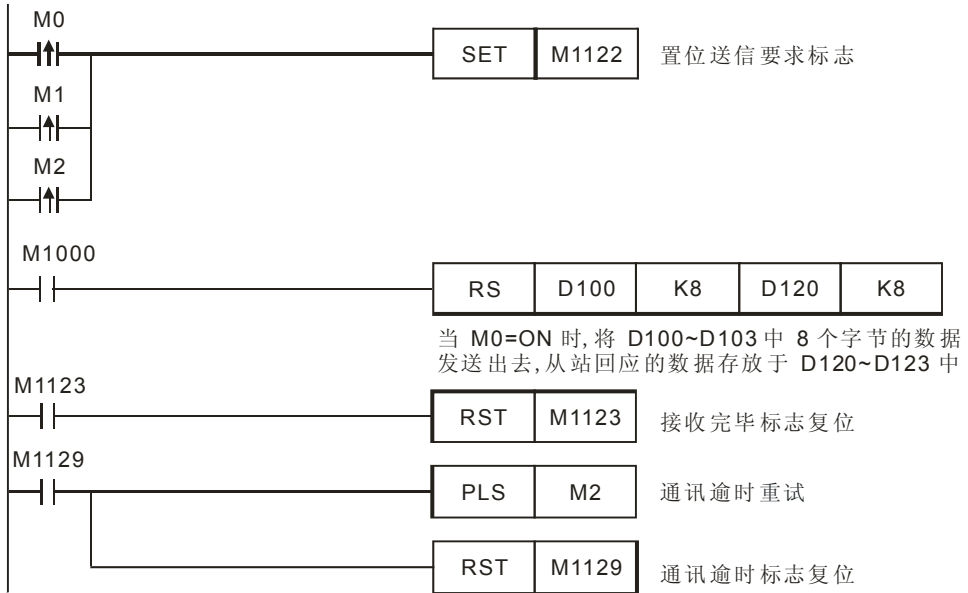 M0
SET M1122 置位送信要求标志
M1
M2
M1000
RS D100 K8 D120 K8
当 M0=ON 时,将 D100~D103 中 8 个字节的数据
发送出去,从站回应的数据存放于 D120~D123 中
M1123
RST M1123 接收完毕标志复位
M1129
PLS M2 通讯逾时重试
RST M1129 通讯逾时标志复位